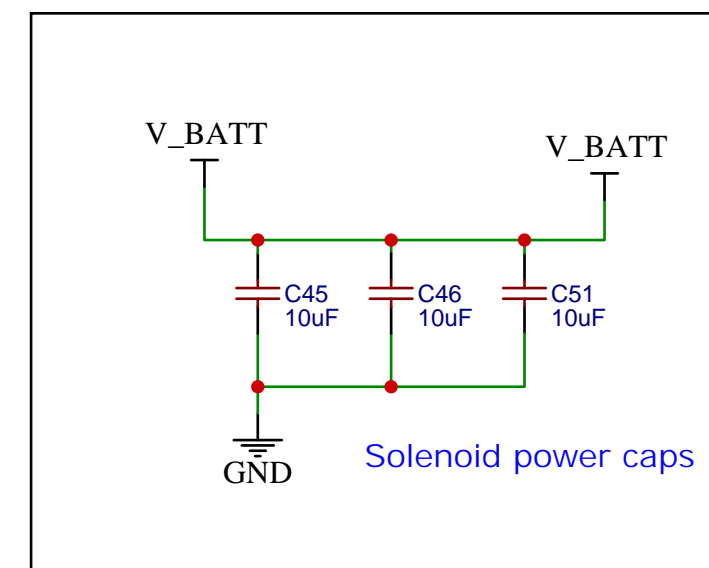 V_BATT
V_BATT
C45
10uF
C46
10uF
C51
10uF
GND
Solenoid power caps